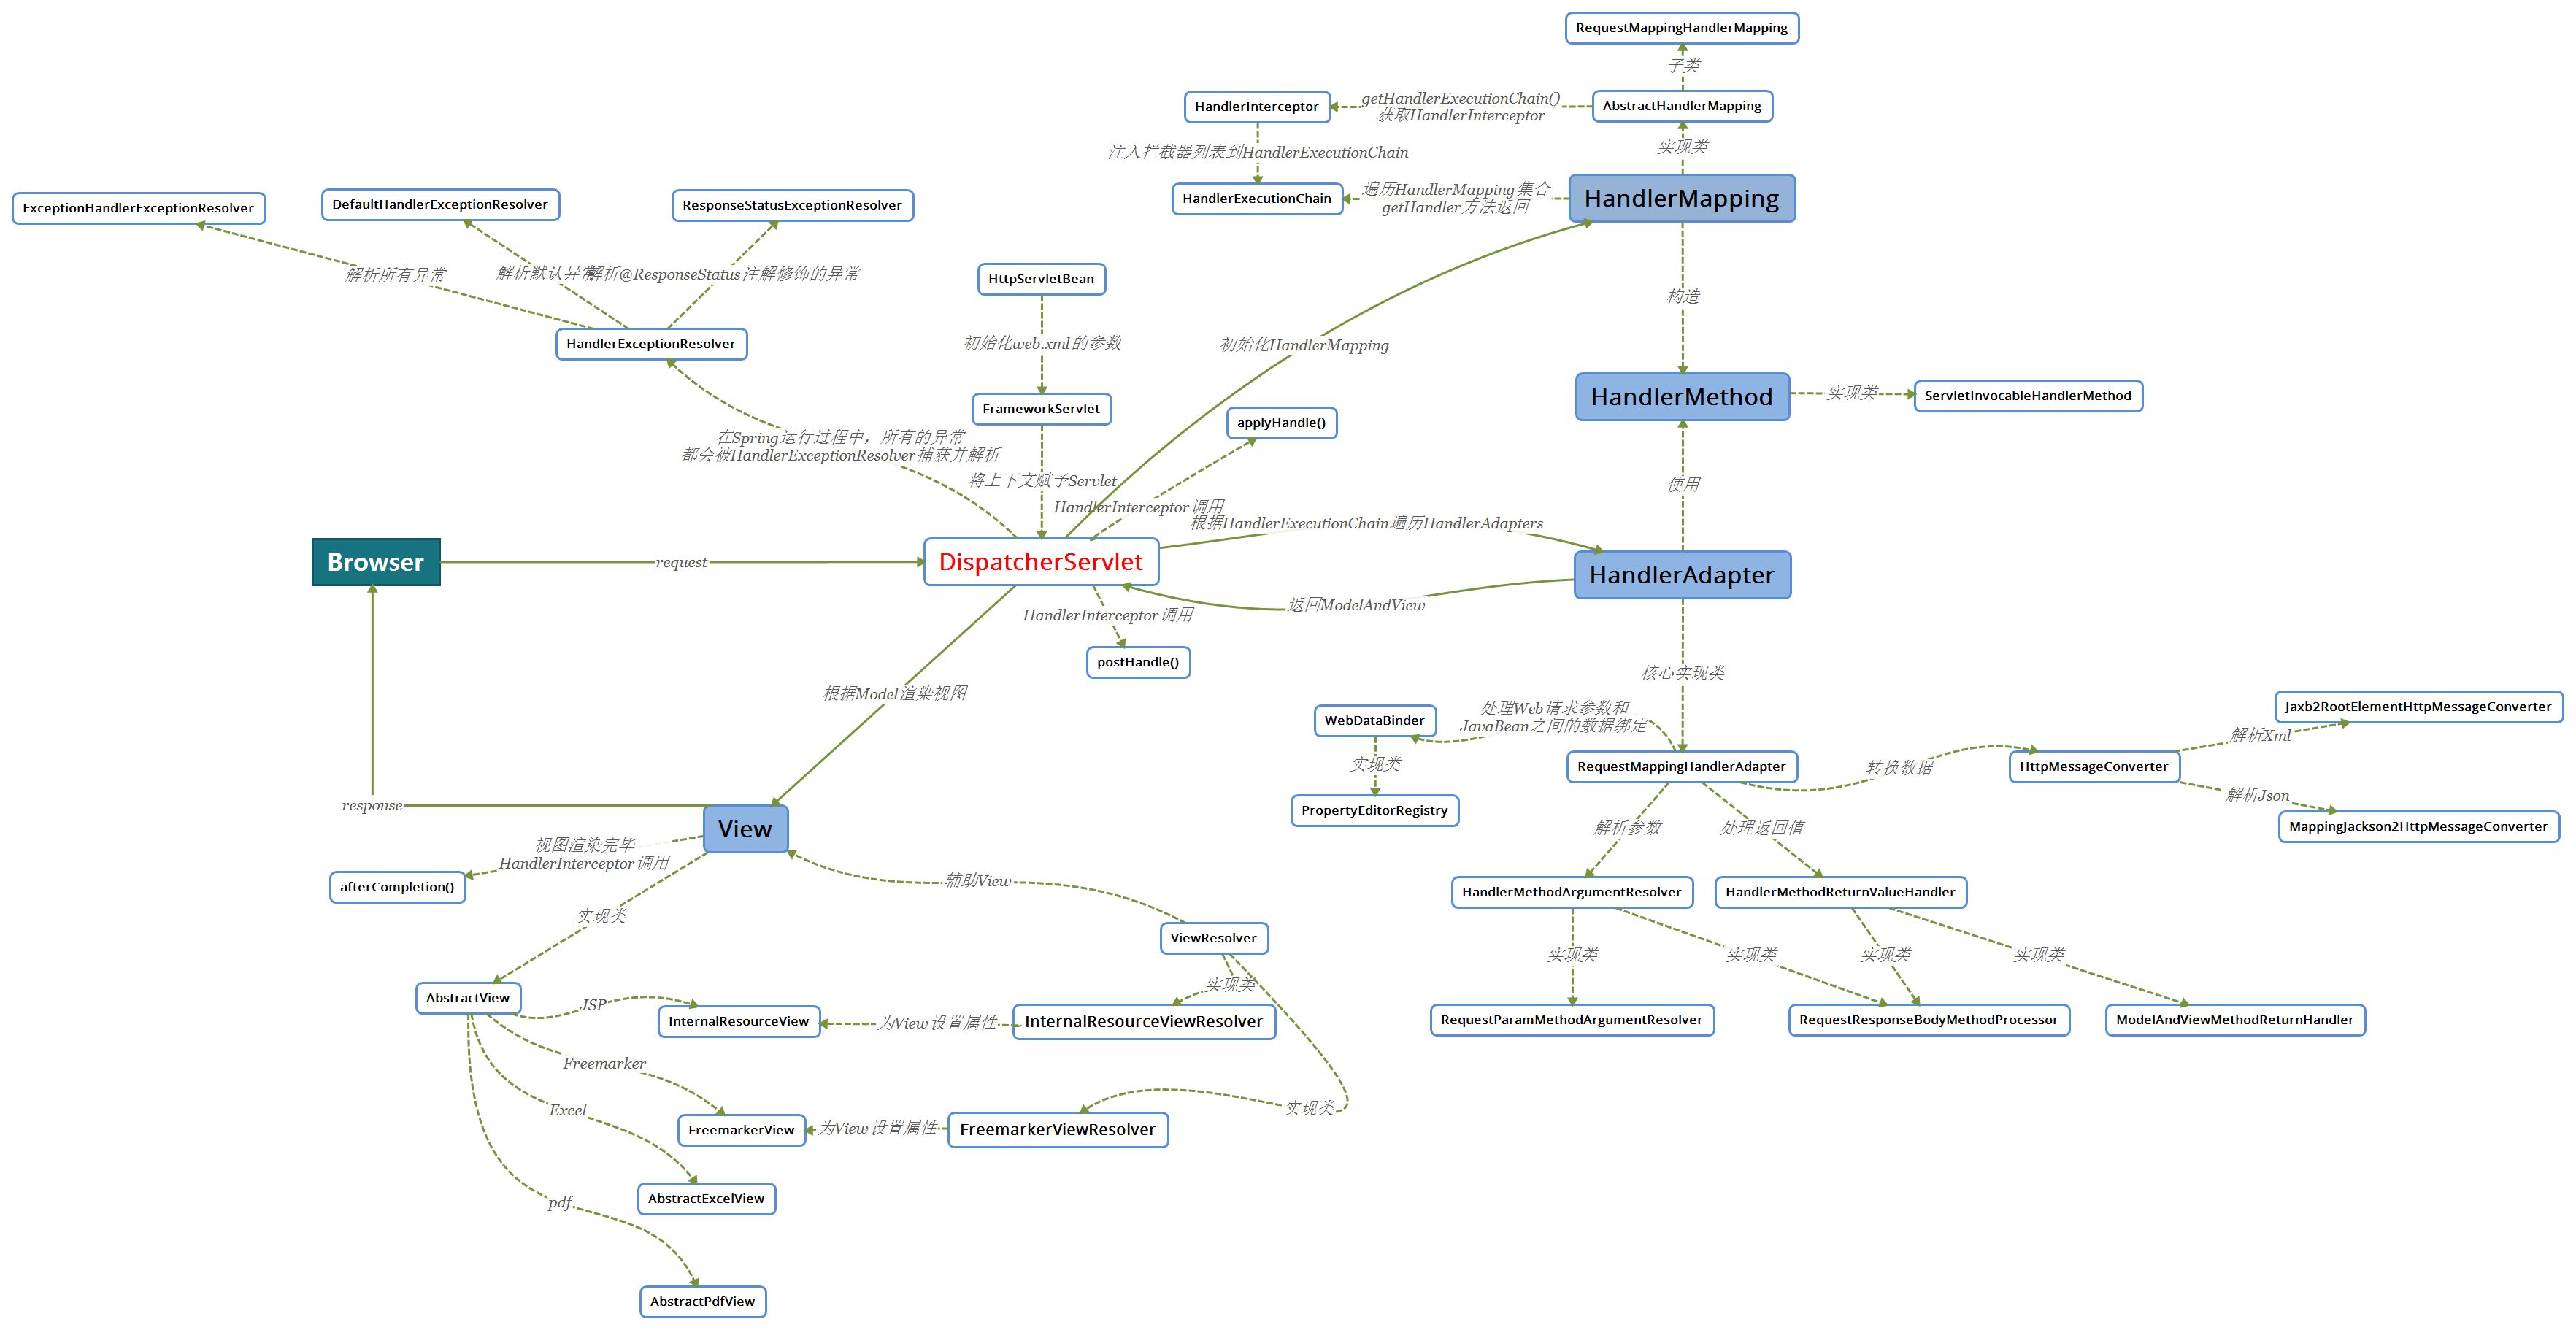 RequestMappingHandlerMapping
子类
HandlerInterceptor
getHandlerExecutionChain()
获取HandlerInterceptor
AbstractHandlerMapping
注入拦截器列表到HandlerExecutionChain
实现类
HandlerExecutionChain
遍历HandlerMapping集合
getHandler方法返回
HandlerMapping
ExceptionHandlerExceptionResolver
DefaultHandlerExceptionResolver
ResponseStatusExceptionResolver
解析所有异常
解析默认异常
解析@ResponseStatus注解修饰的异常
HttpServletBean
构造
HandlerExceptionResolver
初始化web.xml的参数
初始化HandlerMapping
FrameworkServlet
applyHandle()
HandlerMethod
实现类
ServletInvocableHandlerMethod
在Spring运行过程中，所有的异常
都会被HandlerExceptionResolver捕获并解析
将上下文赋予Servlet
使用
HandlerInterceptor调用
根据HandlerExecutionChain遍历HandlerAdapters
Browser
request
DispatcherServlet
HandlerAdapter
返回ModelAndView
HandlerInterceptor调用
postHandle()
核心实现类
根据Model渲染视图
WebDataBinder
处理Web请求参数和
JavaBean之间的数据绑定
Jaxb2RootElementHttpMessageConverter
解析Xml
实现类
RequestMappingHandlerAdapter
转换数据
HttpMessageConverter
解析Json
response
PropertyEditorRegistry
View
解析参数
处理返回值
MappingJackson2HttpMessageConverter
视图渲染完毕
HandlerInterceptor调用
afterCompletion()
辅助View
HandlerMethodArgumentResolver
HandlerMethodReturnValueHandler
实现类
ViewResolver
实现类
实现类
实现类
实现类
实现类
AbstractView
JSP
InternalResourceView
为View设置属性
InternalResourceViewResolver
RequestParamMethodArgumentResolver
RequestResponseBodyMethodProcessor
ModelAndViewMethodReturnHandler
Freemarker
Excel
实现类
FreemarkerView
为View设置属性
FreemarkerViewResolver
AbstractExcelView
pdf
AbstractPdfView